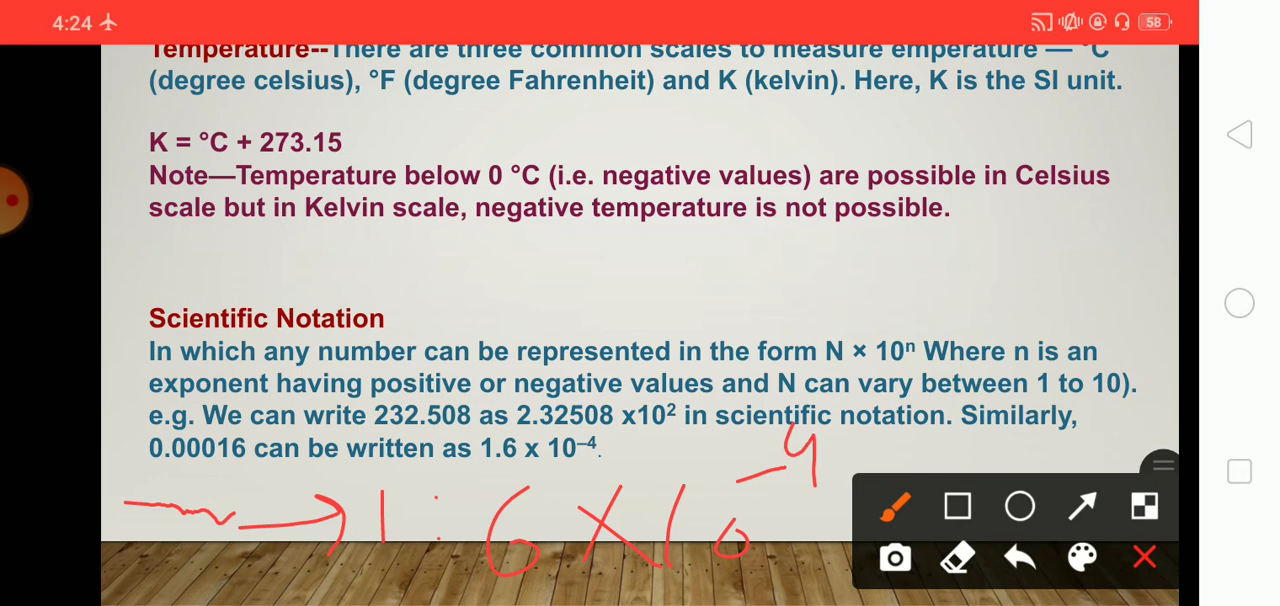 4:24
58
Temperature--There are three common scales to measure emperature — °C
(degree celsius), °F (degree Fahrenheit) and K (kelvin). Here, K is the SI unit.
K = °C + 273.15
Note—Temperature below 0 °C (i.e. negative values) are possible in Celsius
scale but in Kelvin scale, negative temperature is not possible.
Scientific Notation
In which any number can be represented in the form N × 10ⁿ Where n is an
exponent having positive or negative values and N can vary between 1 to 10).
e.g. We can write 232.508 as 2.32508 x10² in scientific notation. Similarly,
0.00016 can be written as 1.6 x 10⁻⁴.
→ 1.6 × 10⁻⁴